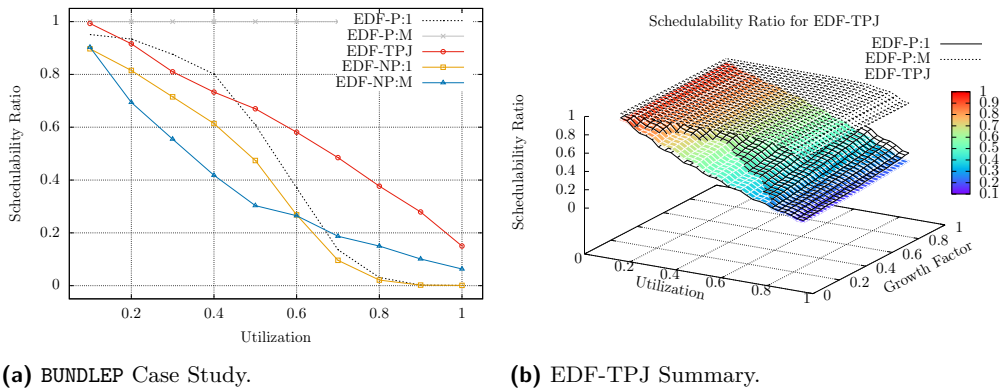 Schedulability Ratio
1
0.8
0.6
0.4
0.2
0
0.2
0.4
0.6
0.8
1
Utilization
EDF-P:1
EDF-P:M
EDF-TPJ
EDF-NP:1
EDF-NP:M
(a) BUNDLEP Case Study.
Schedulability Ratio for EDF-TPJ
EDF-P:1
EDF-P:M
EDF-TPJ
1
0.9
0.8
0.7
0.6
0.5
0.4
0.3
0.2
0.1
Schedulability Ratio
1
0.8
0.6
0.4
0.2
0
0
0.2
0.4
0.6
0.8
1
Utilization
0
0.2
0.4
0.6
0.8
1
Growth Factor
(b) EDF-TPJ Summary.